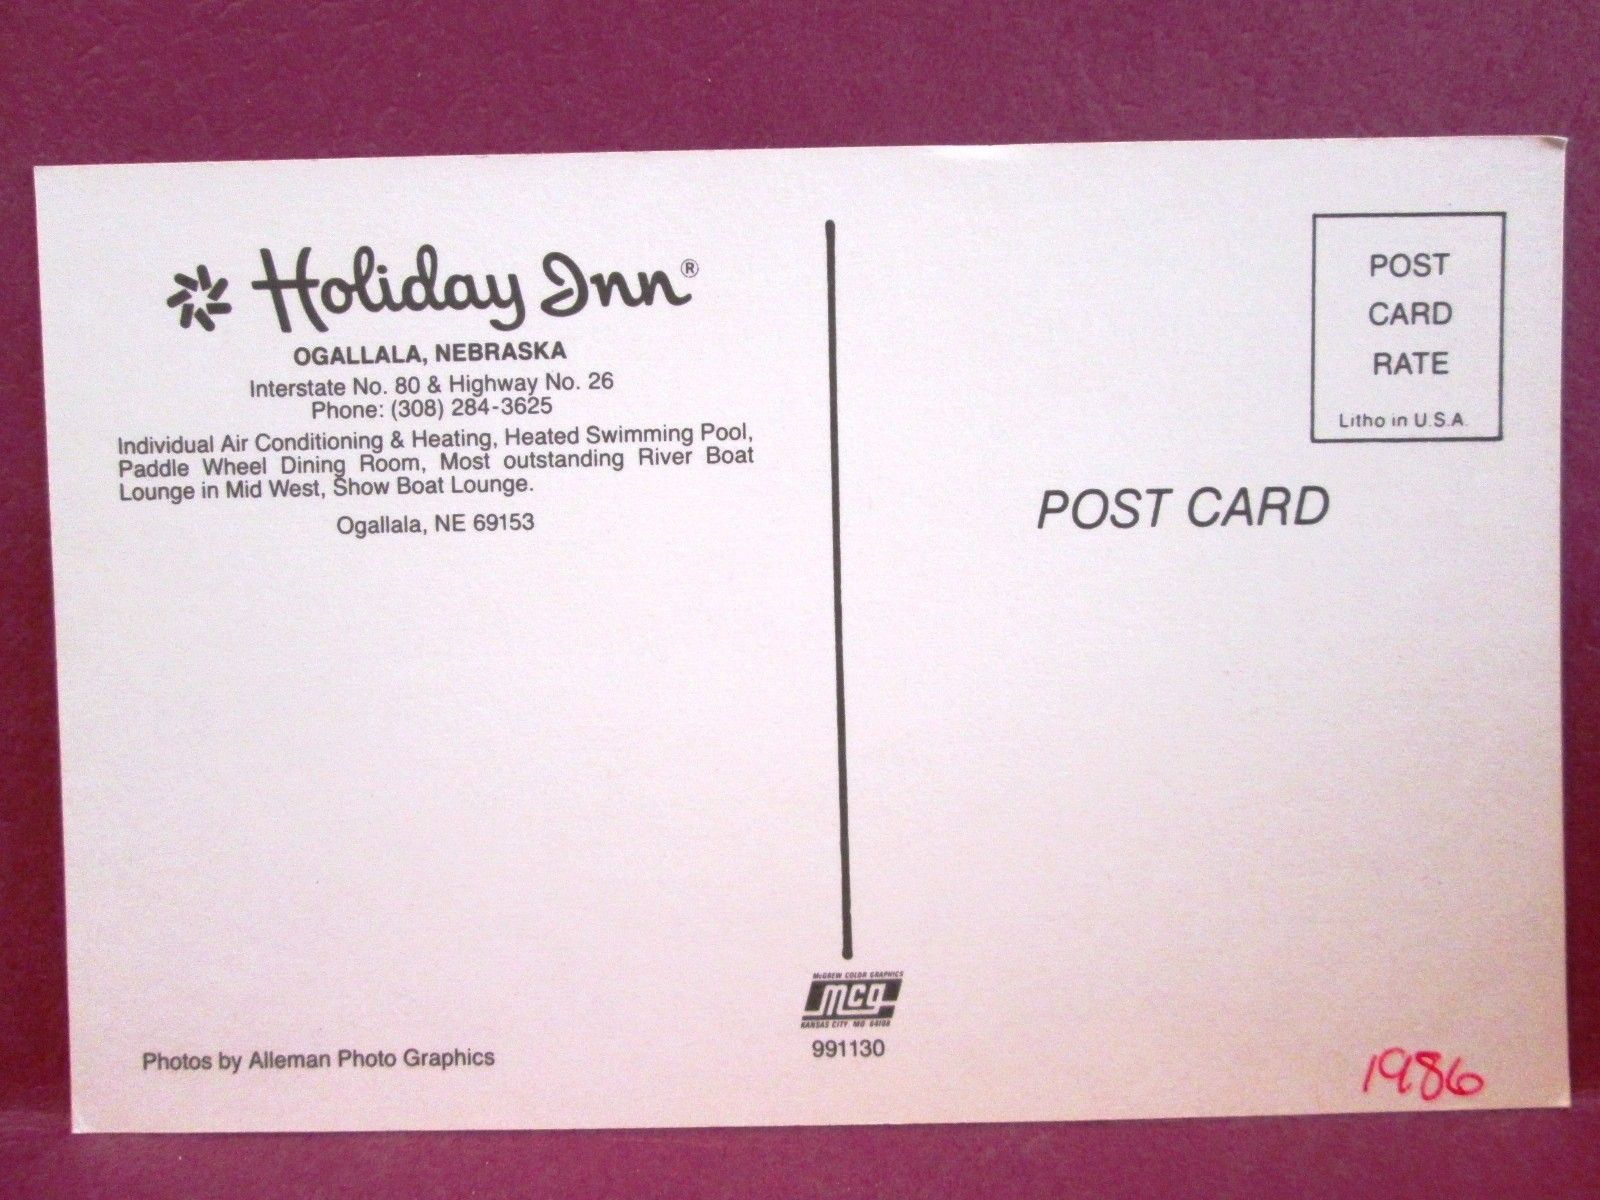 Holiday Inn®
OGALLALA, NEBRASKA
Interstate No. 80 & Highway No. 26
Phone: (308) 284-3625
Individual Air Conditioning & Heating, Heated Swimming Pool,
Paddle Wheel Dining Room, Most outstanding River Boat
Lounge in Mid West, Show Boat Lounge.
Ogallala, NE 69153
Photos by Alleman Photo Graphics
McGREW COLOR GRAPHICS
mcg
KANSAS CITY, MO 64108
991130
POST
CARD
RATE
Litho in U.S.A.
POST CARD
1986